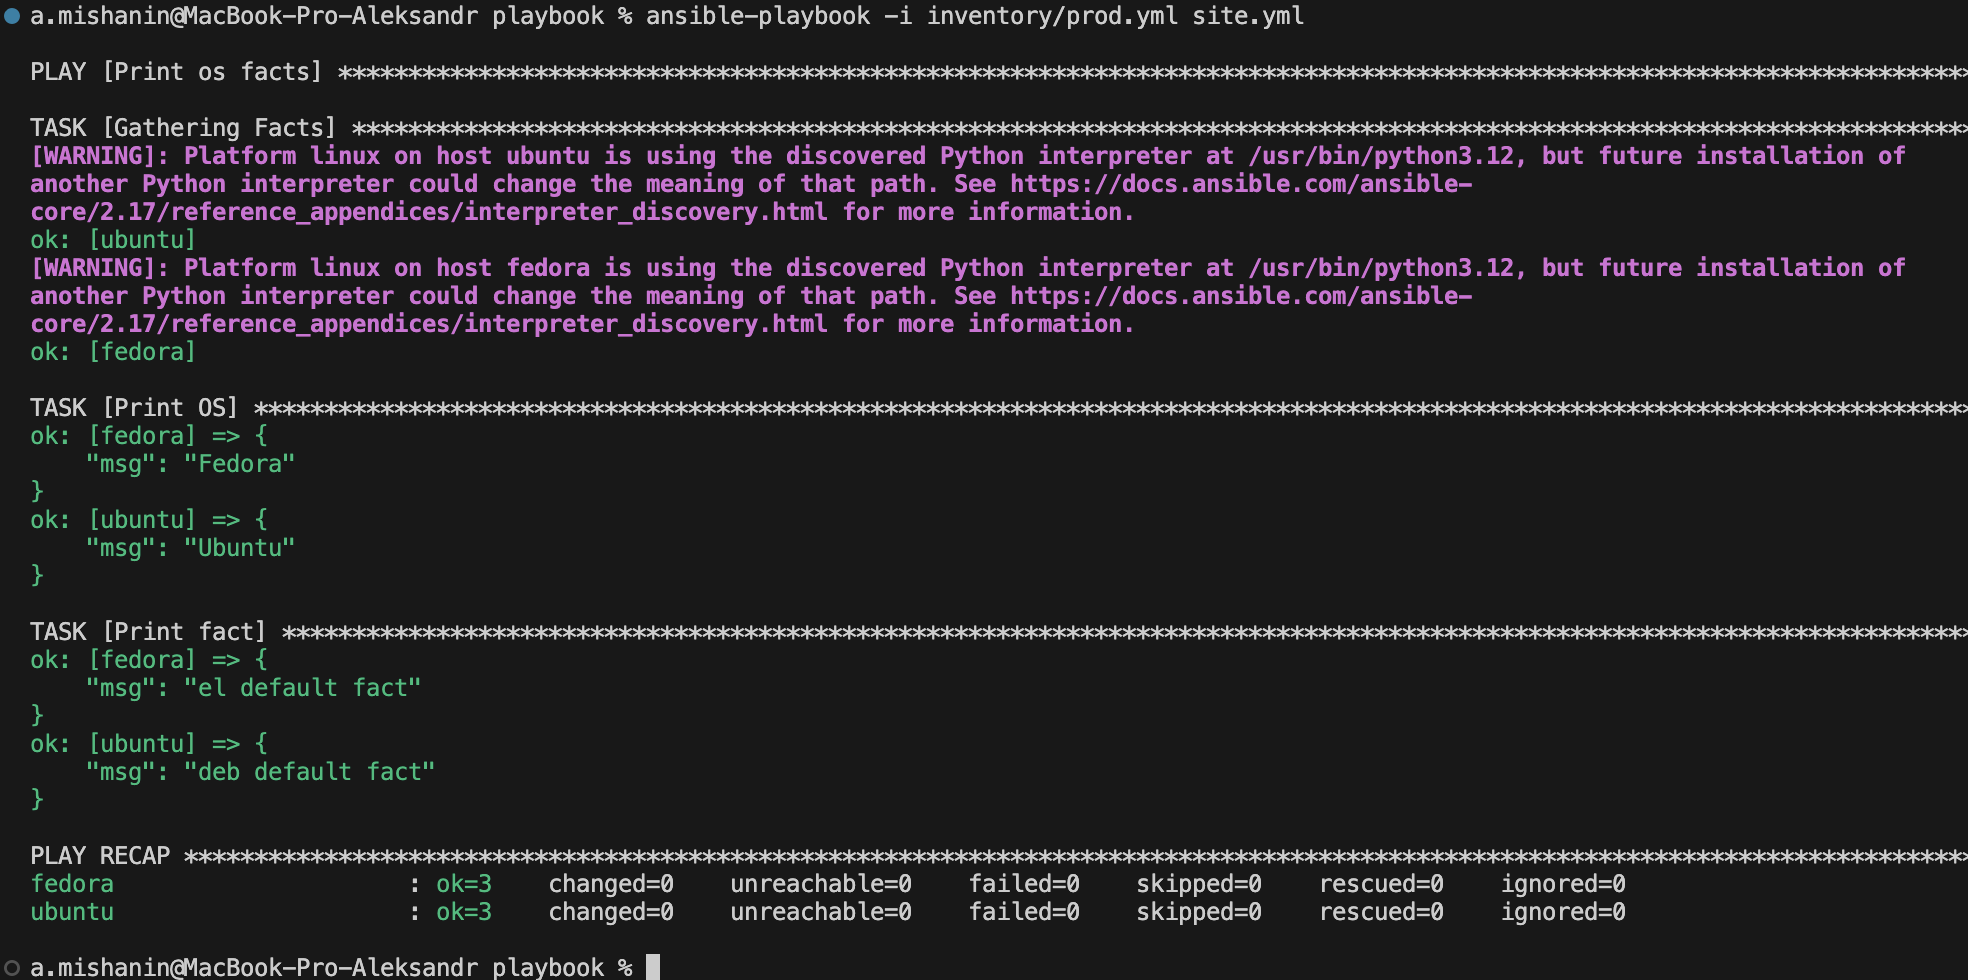 a.mishanin@MacBook-Pro-Aleksandr playbook % ansible-playbook -i inventory/prod.yml site.yml
PLAY [Print os facts] *********************************************************************************************************************
TASK [Gathering Facts] ********************************************************************************************************************
[WARNING]: Platform linux on host ubuntu is using the discovered Python interpreter at /usr/bin/python3.12, but future installation of
another Python interpreter could change the meaning of that path. See https://docs.ansible.com/ansible-
core/2.17/reference_appendices/interpreter_discovery.html for more information.
ok: [ubuntu]
[WARNING]: Platform linux on host fedora is using the discovered Python interpreter at /usr/bin/python3.12, but future installation of
another Python interpreter could change the meaning of that path. See https://docs.ansible.com/ansible-
core/2.17/reference_appendices/interpreter_discovery.html for more information.
ok: [fedora]
TASK [Print OS] ***************************************************************************************************************************
ok: [fedora] => {
    "msg": "Fedora"
}
ok: [ubuntu] => {
    "msg": "Ubuntu"
}
TASK [Print fact] *************************************************************************************************************************
ok: [fedora] => {
    "msg": "el default fact"
}
ok: [ubuntu] => {
    "msg": "deb default fact"
}
PLAY RECAP ********************************************************************************************************************************
fedora                     : ok=3    changed=0    unreachable=0    failed=0    skipped=0    rescued=0    ignored=0
ubuntu                     : ok=3    changed=0    unreachable=0    failed=0    skipped=0    rescued=0    ignored=0
a.mishanin@MacBook-Pro-Aleksandr playbook %